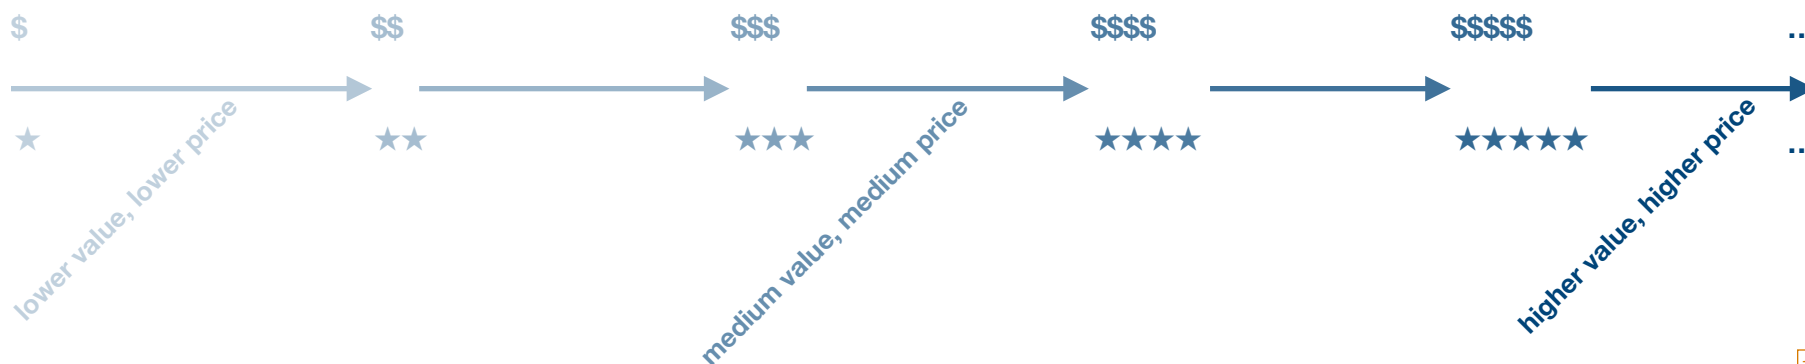 $ $$ $$$ $$$$ $$$$$ ..
★ ★★ ★★★ ★★★★ ★★★★★ ..
lower value, lower price
medium value, medium price
higher value, higher price